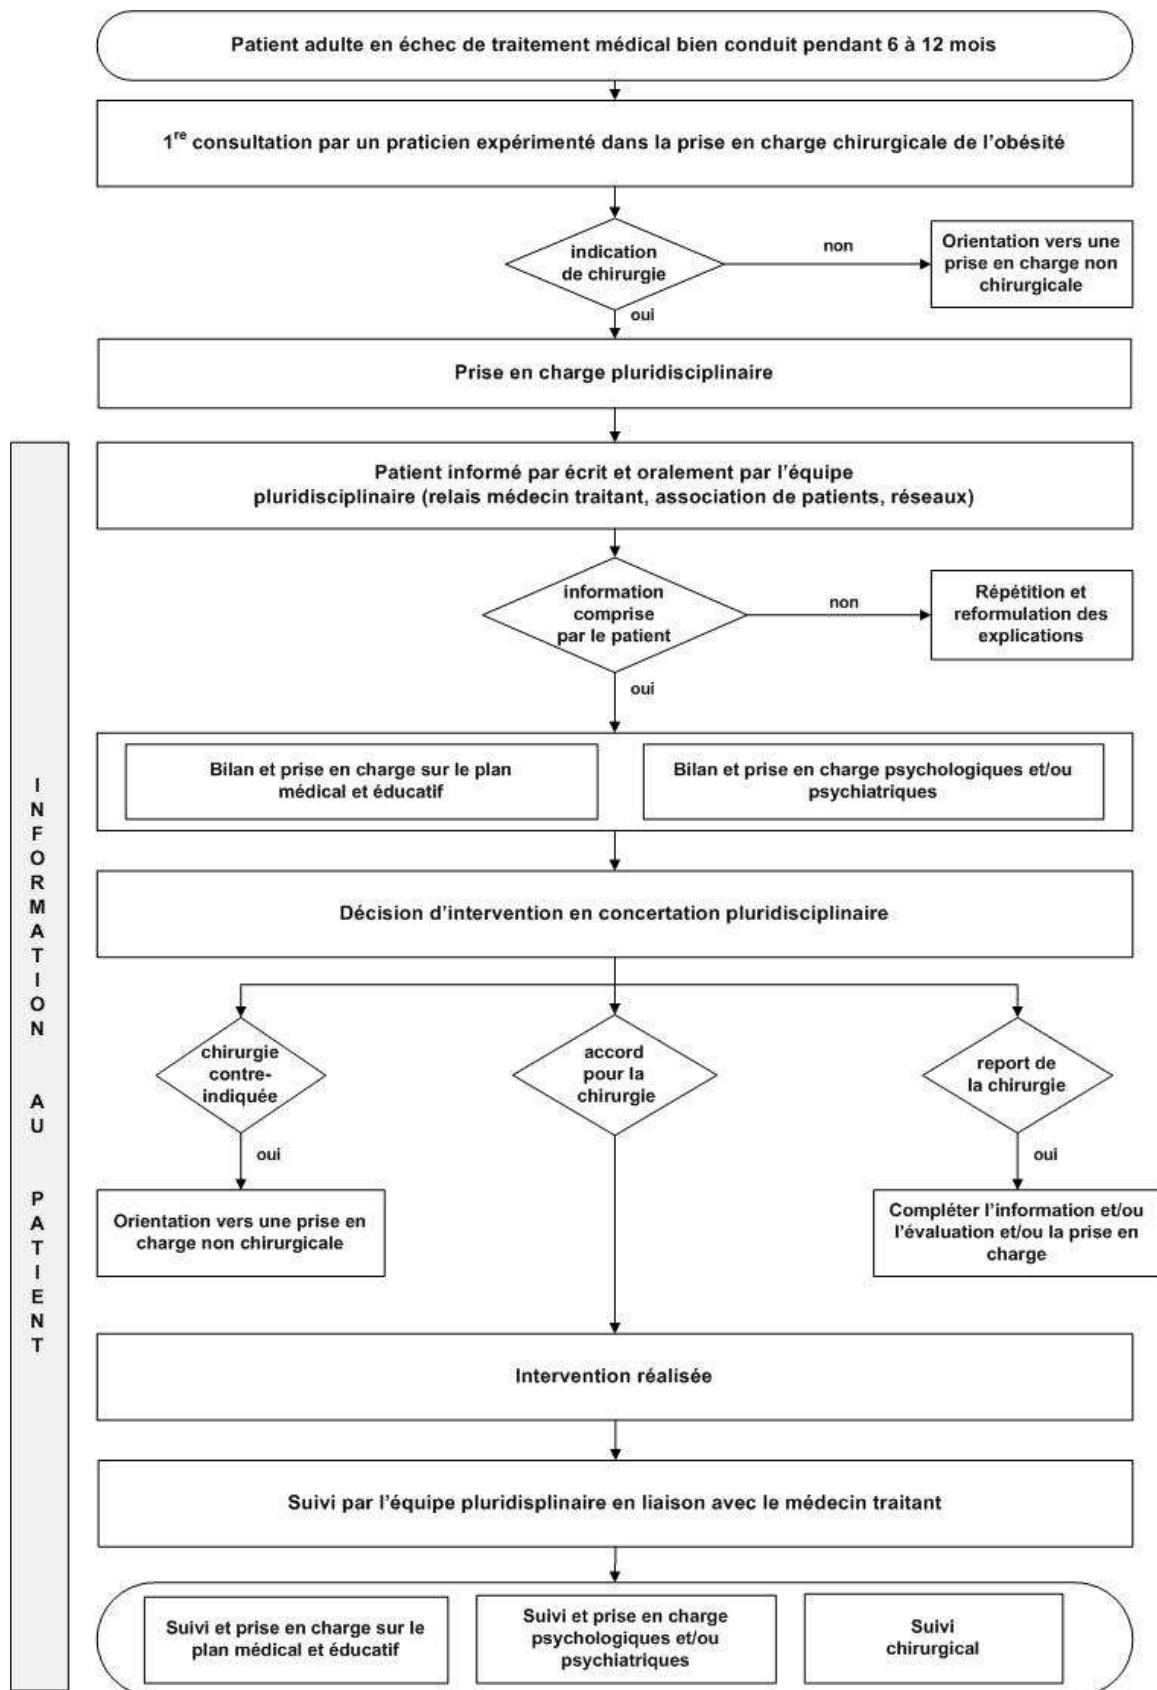 Patient adulte en échec de traitement médical bien conduit pendant 6 à 12 mois
1re consultation par un praticien expérimenté dans la prise en charge chirurgicale de l'obésité
indication
de chirurgie
non
Orientation vers une
prise en charge non
chirurgicale
oui
Prise en charge pluridisciplinaire
Patient informé par écrit et oralement par l'équipe
pluridisciplinaire (relais médecin traitant, association de patients, réseaux)
information
comprise
par le patient
non
Répétition et
reformulation des
explications
oui
Bilan et prise en charge sur le plan
médical et éducatif
Bilan et prise en charge psychologiques et/ou
psychiatriques
Décision d'intervention en concertation pluridisciplinaire
chirurgie
contre-
indiquée
accord
pour la
chirurgie
report de
la chirurgie
oui
oui
Orientation vers une prise en
charge non chirurgicale
Compléter l'information et/ou
l'évaluation et/ou la prise en
charge
Intervention réalisée
Suivi par l'équipe pluridisplinaire en liaison avec le médecin traitant
Suivi et prise en charge sur le
plan médical et éducatif
Suivi et prise en charge
psychologiques et/ou
psychiatriques
Suivi
chirurgical
INFORMATION AU PATIENT